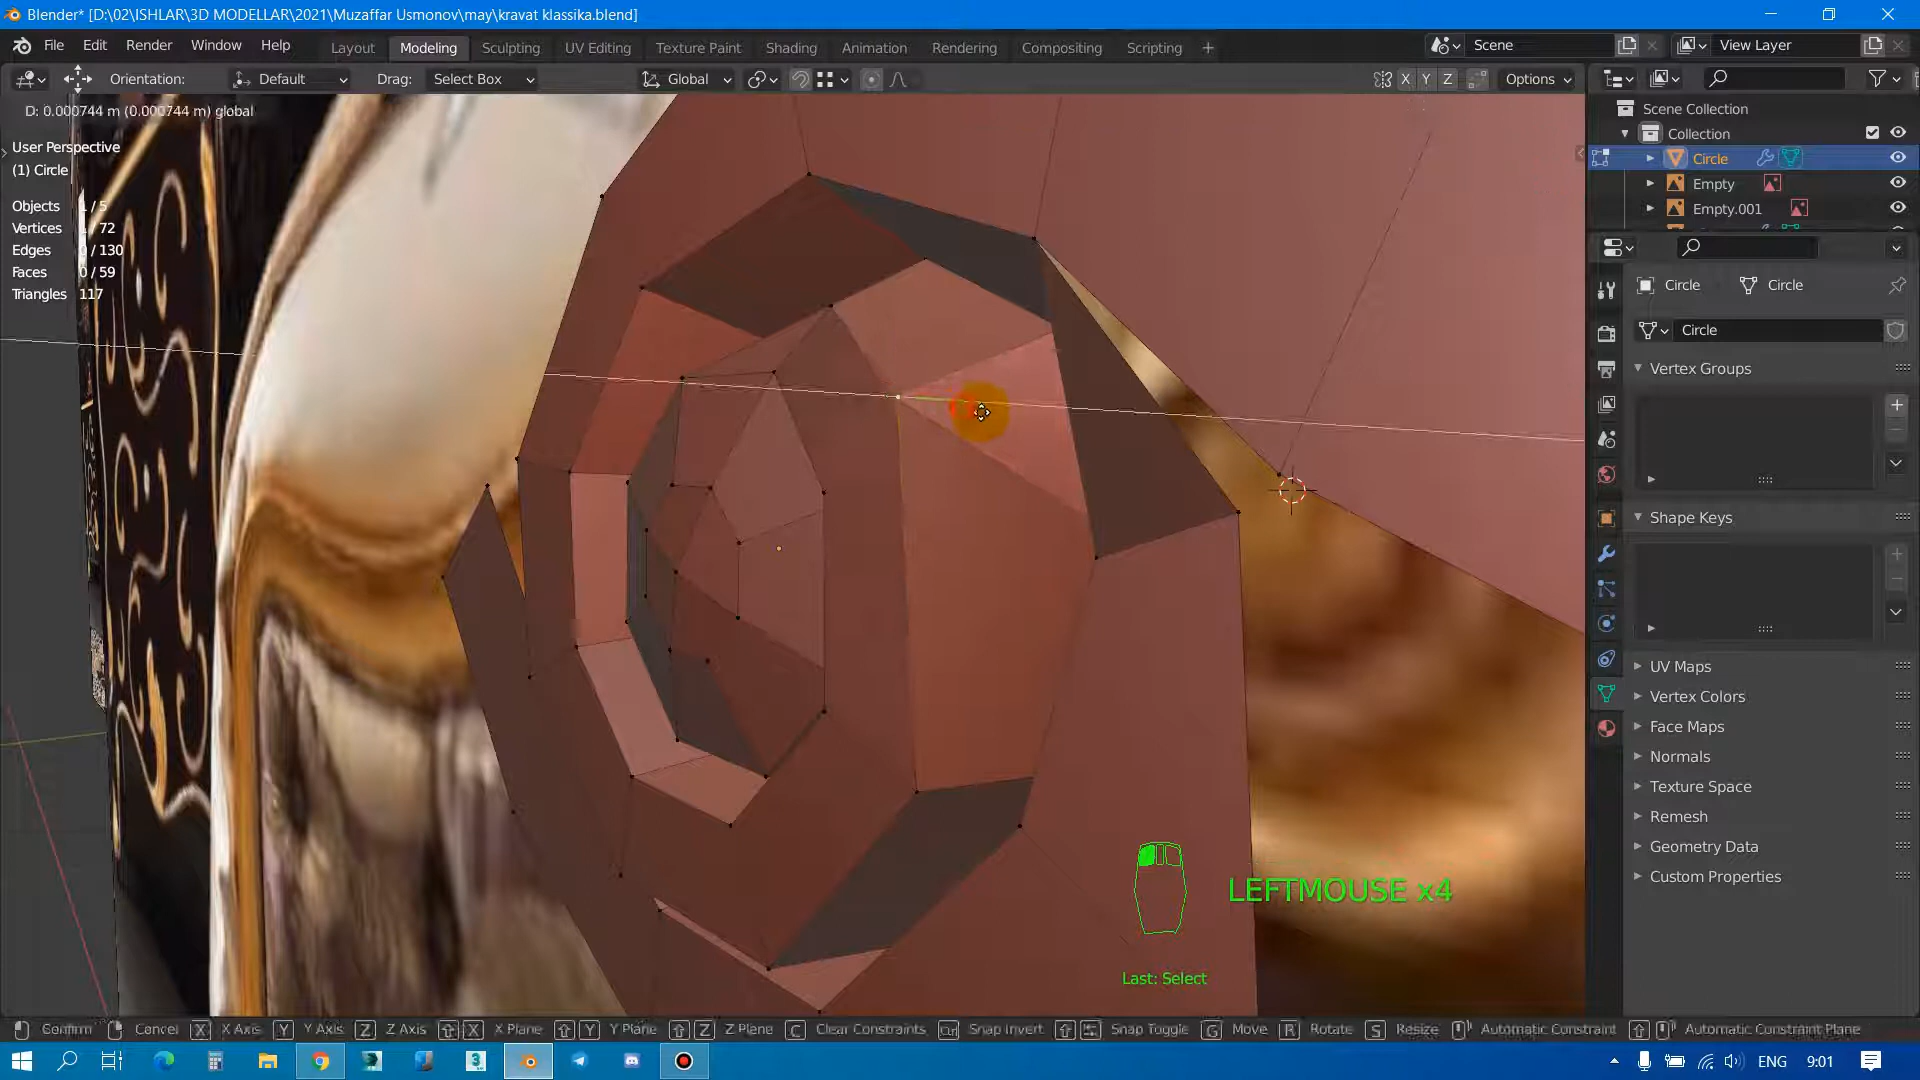 Blender* [D:\02\ISHLAR\3D MODELLAR\2021\Muzaffar Usmonov\may\kravat klassika.blend]
File Edit Render Window Help Layout Modeling Sculpting UV Editing Texture Paint Shading Animation Rendering Compositing Scripting + Scene View Layer
Orientation: Default Drag: Select Box Global X Y Z Options
D: 0.000744 m (0.000744 m) global
User Perspective
(1) Circle
Objects 1 / 5
Vertices 1 / 72
Edges 0 / 130
Faces 0 / 59
Triangles 117
Scene Collection
Collection
Circle
Empty
Empty.001
Circle Circle
Circle
Vertex Groups
Shape Keys
UV Maps
Vertex Colors
Face Maps
Normals
Texture Space
Remesh
Geometry Data
Custom Properties
LEFTMOUSE x4
Last: Select
Confirm Cancel X X Axis Y Y Axis Z Z Axis X X Plane Y Y Plane Z Z Plane C Clear Constraints Ctrl Snap Invert Snap Toggle G Move R Rotate S Resize Automatic Constraint Automatic Constraint Plane
ENG 9:01